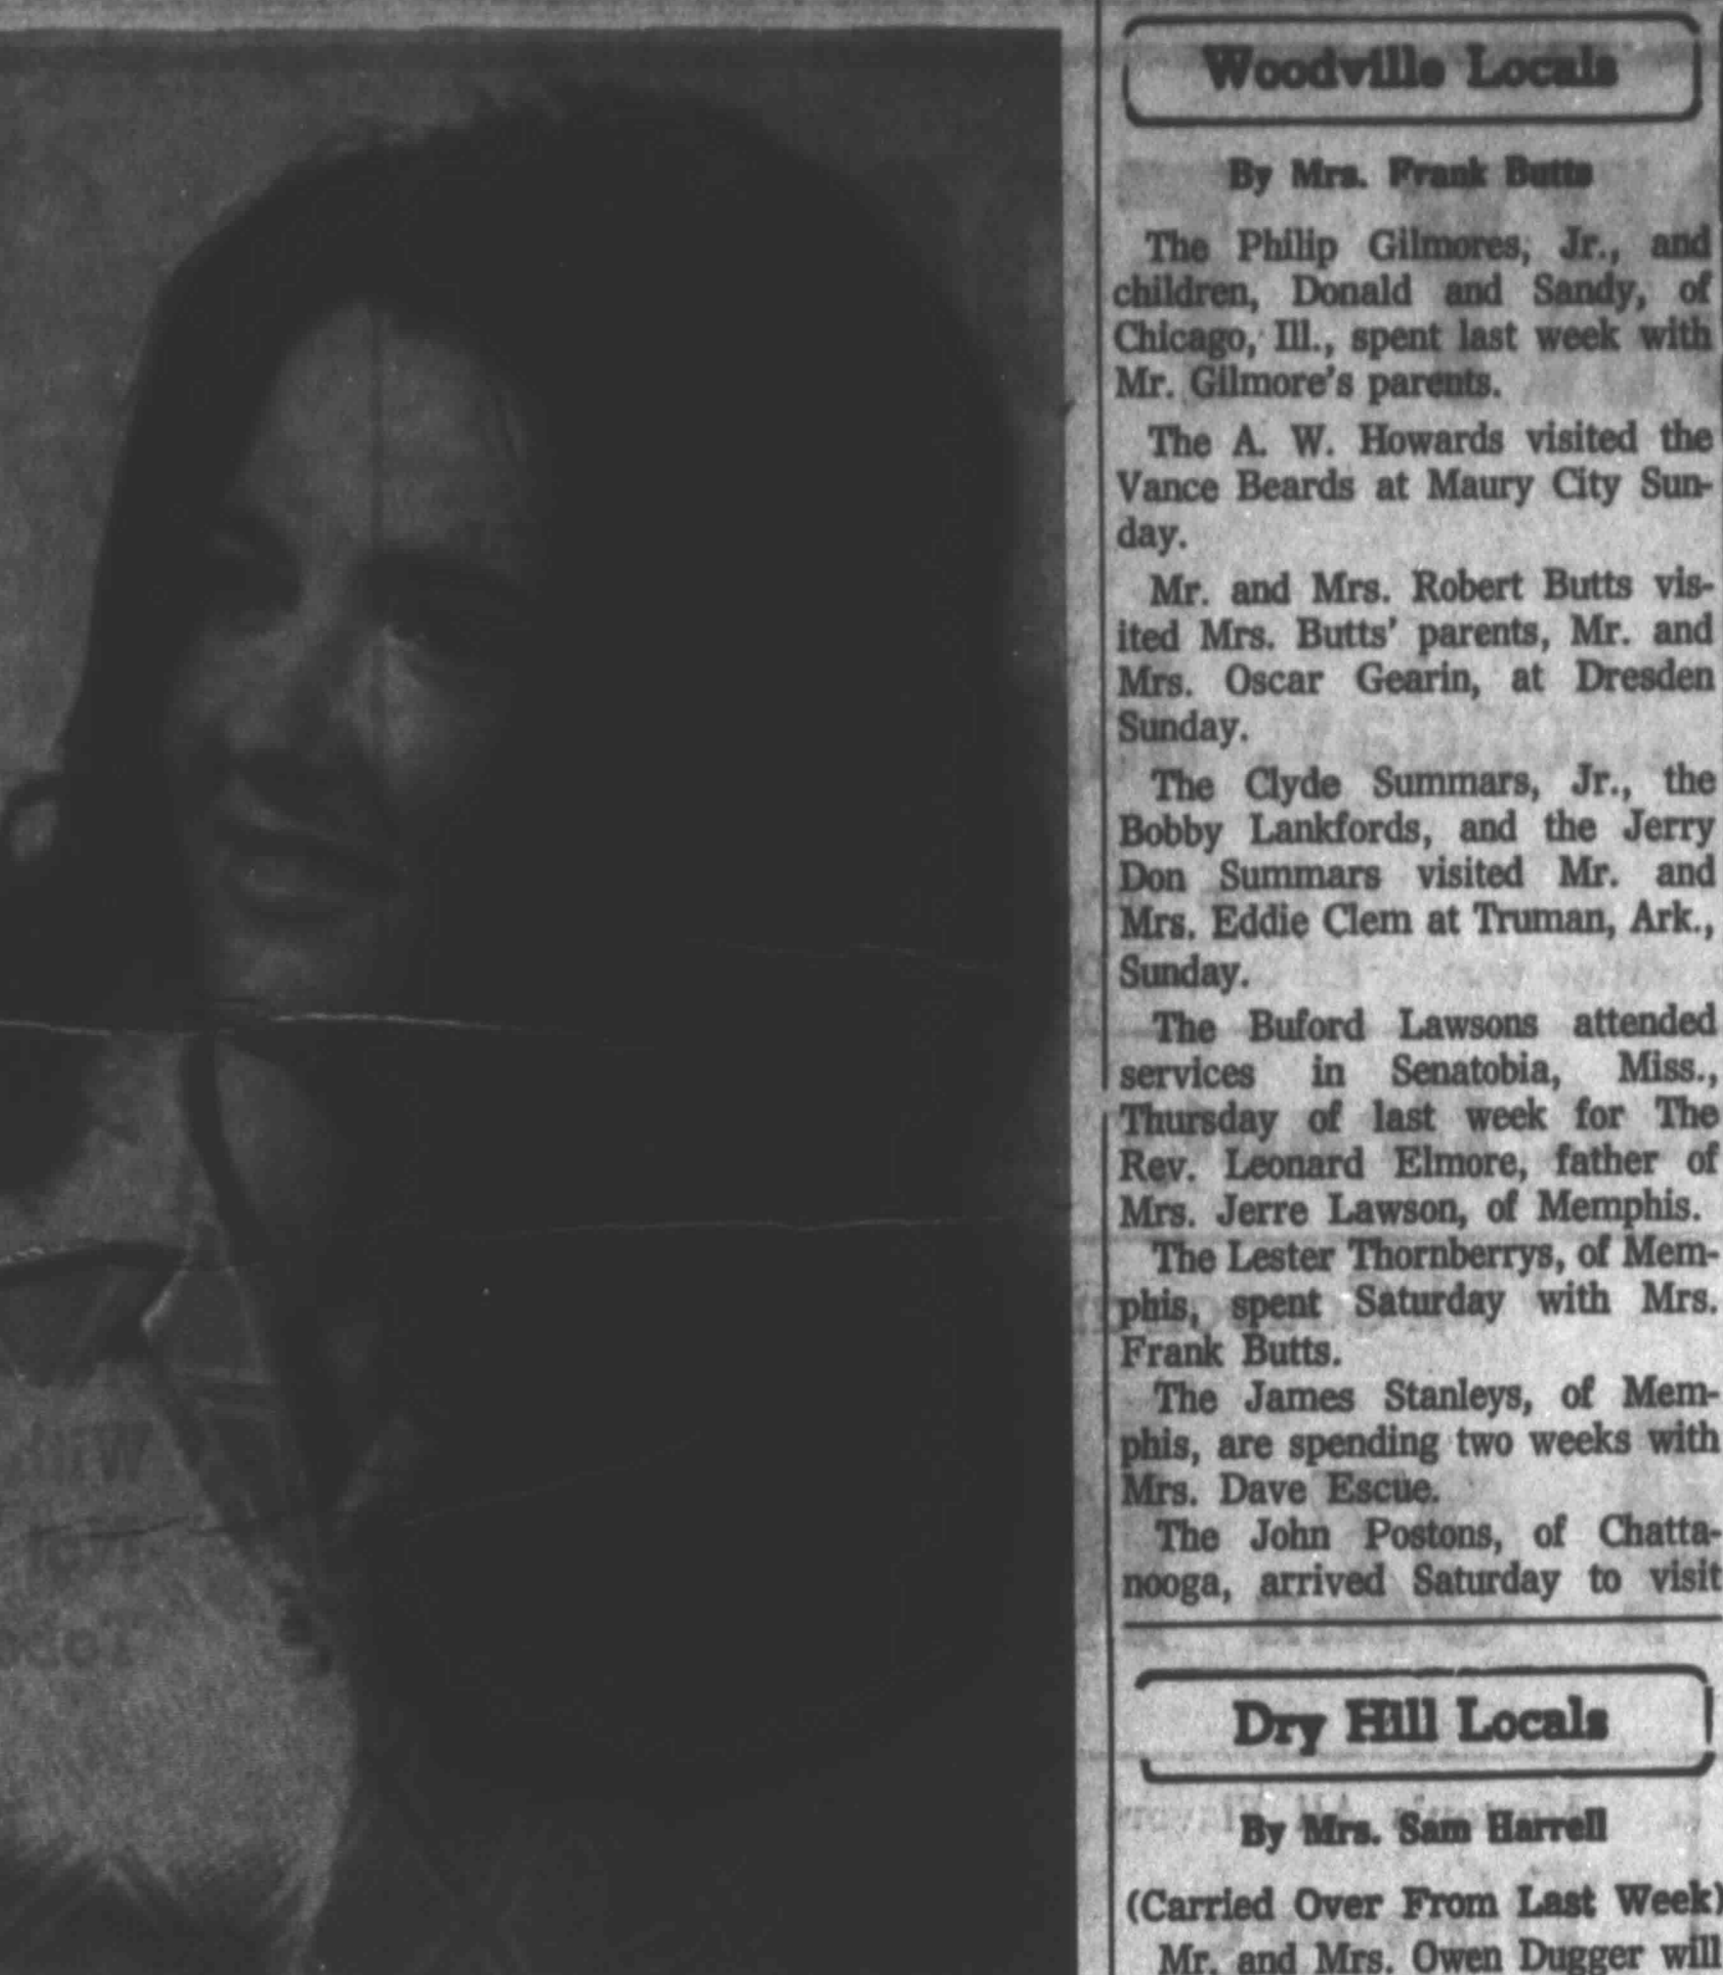 Woodville Locals
By Mrs. Frank Butts
The Philip Gilmores, Jr., and
children, Donald and Sandy, of
Chicago, Ill., spent last week with
Mr. Gilmore's parents.
The A. W. Howards visited the
Vance Beards at Maury City Sun-
day.
Mr. and Mrs. Robert Butts vis-
ited Mrs. Butts' parents, Mr. and
Mrs. Oscar Gearin, at Dresden
Sunday.
The Clyde Summars, Jr., the
Bobby Lankfords, and the Jerry
Don Summars visited Mr. and
Mrs. Eddie Clem at Truman, Ark.,
Sunday.
The Buford Lawsons attended
services in Senatobia, Miss.,
Thursday of last week for The
Rev. Leonard Elmore, father of
Mrs. Jerre Lawson, of Memphis.
The Lester Thornberrys, of Mem-
phis, spent Saturday with Mrs.
Frank Butts.
The James Stanleys, of Mem-
phis, are spending two weeks with
Mrs. Dave Escue.
The John Postons, of Chatta-
nooga, arrived Saturday to visit
Dry Hill Locals
By Mrs. Sam Harrell
(Carried Over From Last Week)
Mr. and Mrs. Owen Dugger will